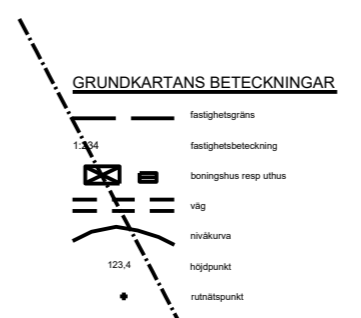 GRUNDKARTANS BETECKNINGAR
fastighetsgräns
1:234 fastighetsbeteckning
boningshus resp uthus
väg
nivåkurva
123,4 höjdpunkt
rutnätspunkt